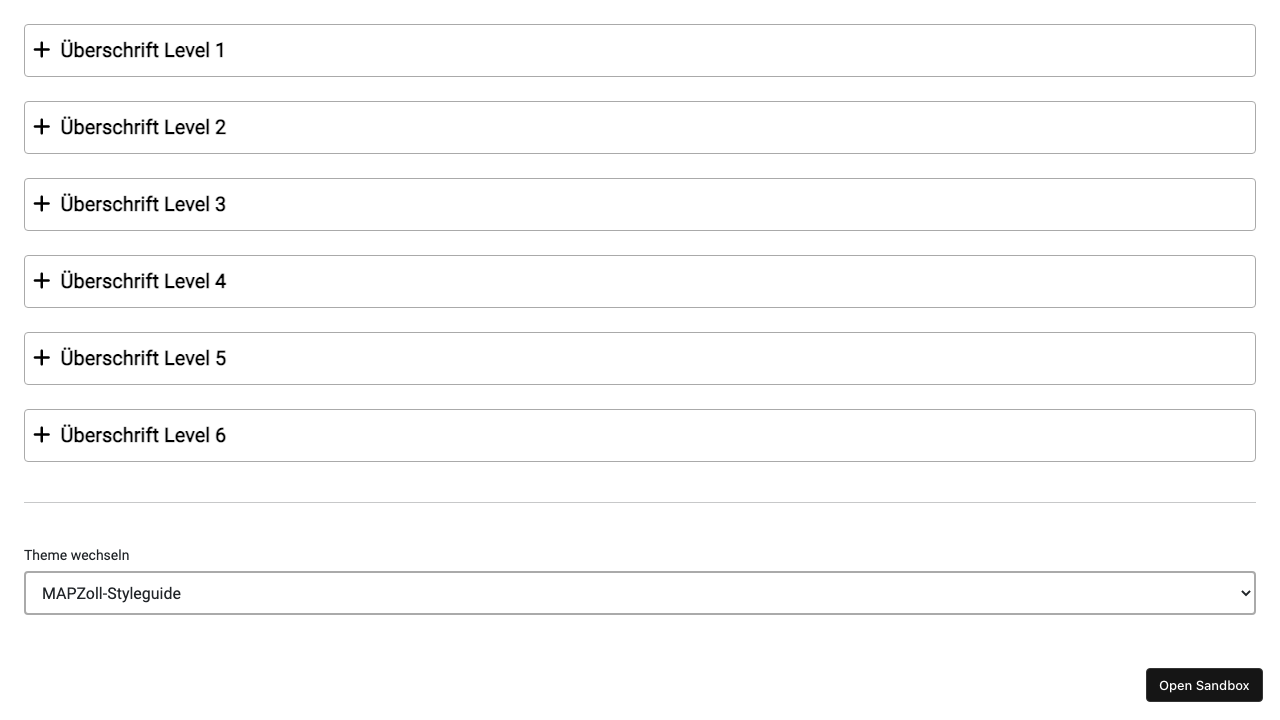 Überschrift Level 1
Überschrift Level 2
Überschrift Level 3
Überschrift Level 4
Überschrift Level 5
Überschrift Level 6
Theme wechseln
MAPZoll-Styleguide
Open Sandbox